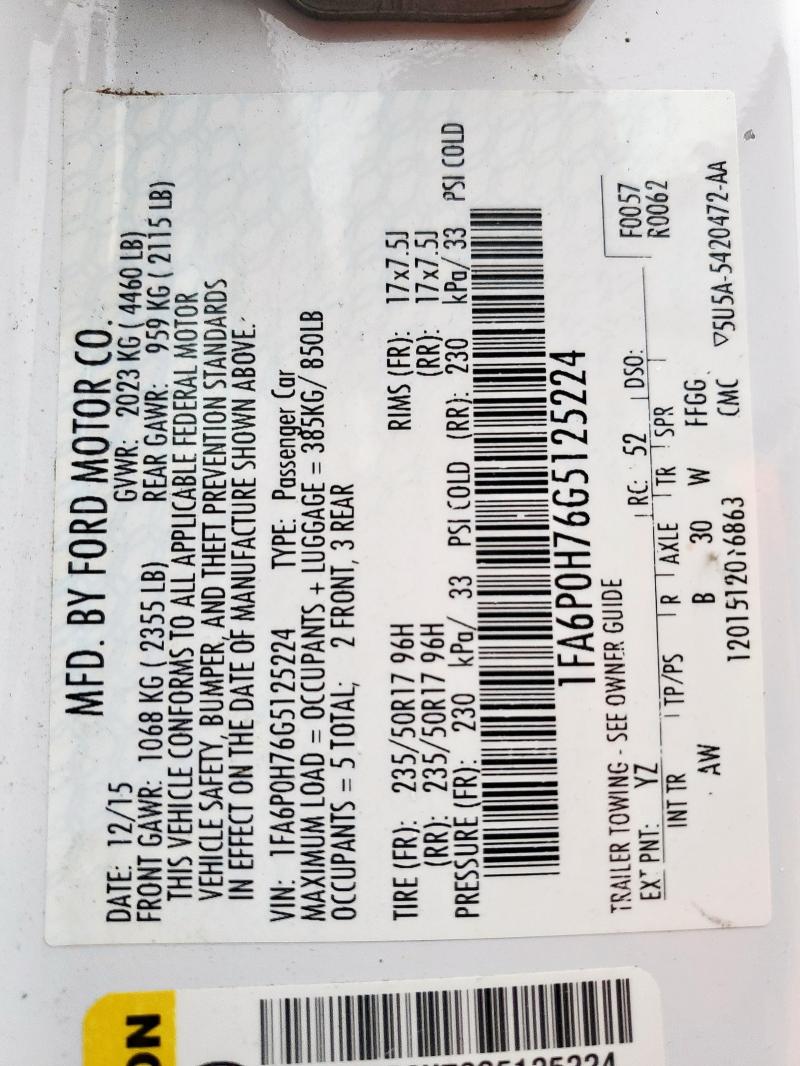 MFD. BY FORD MOTOR CO.
DATE: 12/15 GVWR: 2023 KG ( 4460 LB)
FRONT GAWR: 1068 KG ( 2355 LB) REAR GAWR: 959 KG ( 2115 LB)
THIS VEHICLE CONFORMS TO ALL APPLICABLE FEDERAL MOTOR
VEHICLE SAFETY, BUMPER, AND THEFT PREVENTION STANDARDS
IN EFFECT ON THE DATE OF MANUFACTURE SHOWN ABOVE.
VIN: 1FA6P0H76G5125224 TYPE: Passenger Car
MAXIMUM LOAD = OCCUPANTS + LUGGAGE = 385KG/ 850LB
OCCUPANTS = 5 TOTAL; 2 FRONT, 3 REAR
TIRE (FR): 235/50R17 96H RIMS (FR): 17x7.5J
(RR): 235/50R17 96H (RR): 17x7.5J
PRESSURE (FR): 230 kPa/ 33 PSI COLD (RR): 230 kPa/ 33 PSI COLD
1FA6P0H76G5125224
TRAILER TOWING - SEE OWNER GUIDE
F0057
R0062
EXT PNT: YZ RC: 52 DSO:
INT TR TP/PS R AXLE TR SPR
AW B 30 W FFGG
CMC
▽5U5A-5420472-AA
ON